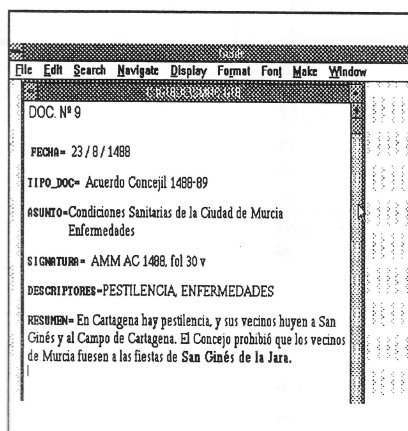 Guide
File Edit Search Navigate Display Format Font Make Window
DOC. Nº 9
FECHA= 23/8/1488
TIPO_DOC= Acuerdo Concejil 1488-89
ASUNTO=Condiciones Sanitarias de la Ciudad de Murcia
Enfermedades
SIGNATURA= AMM AC 1488, fol 30 v
DESCRIPTORES=PESTILENCIA, ENFERMEDADES
RESUMEN= En Cartagena hay pestilencia, y sus vecinos huyen a San
Ginés y al Campo de Cartagena. El Concejo prohibió que los vecinos
de Murcia fuesen a las fiestas de San Ginés de la Jara.